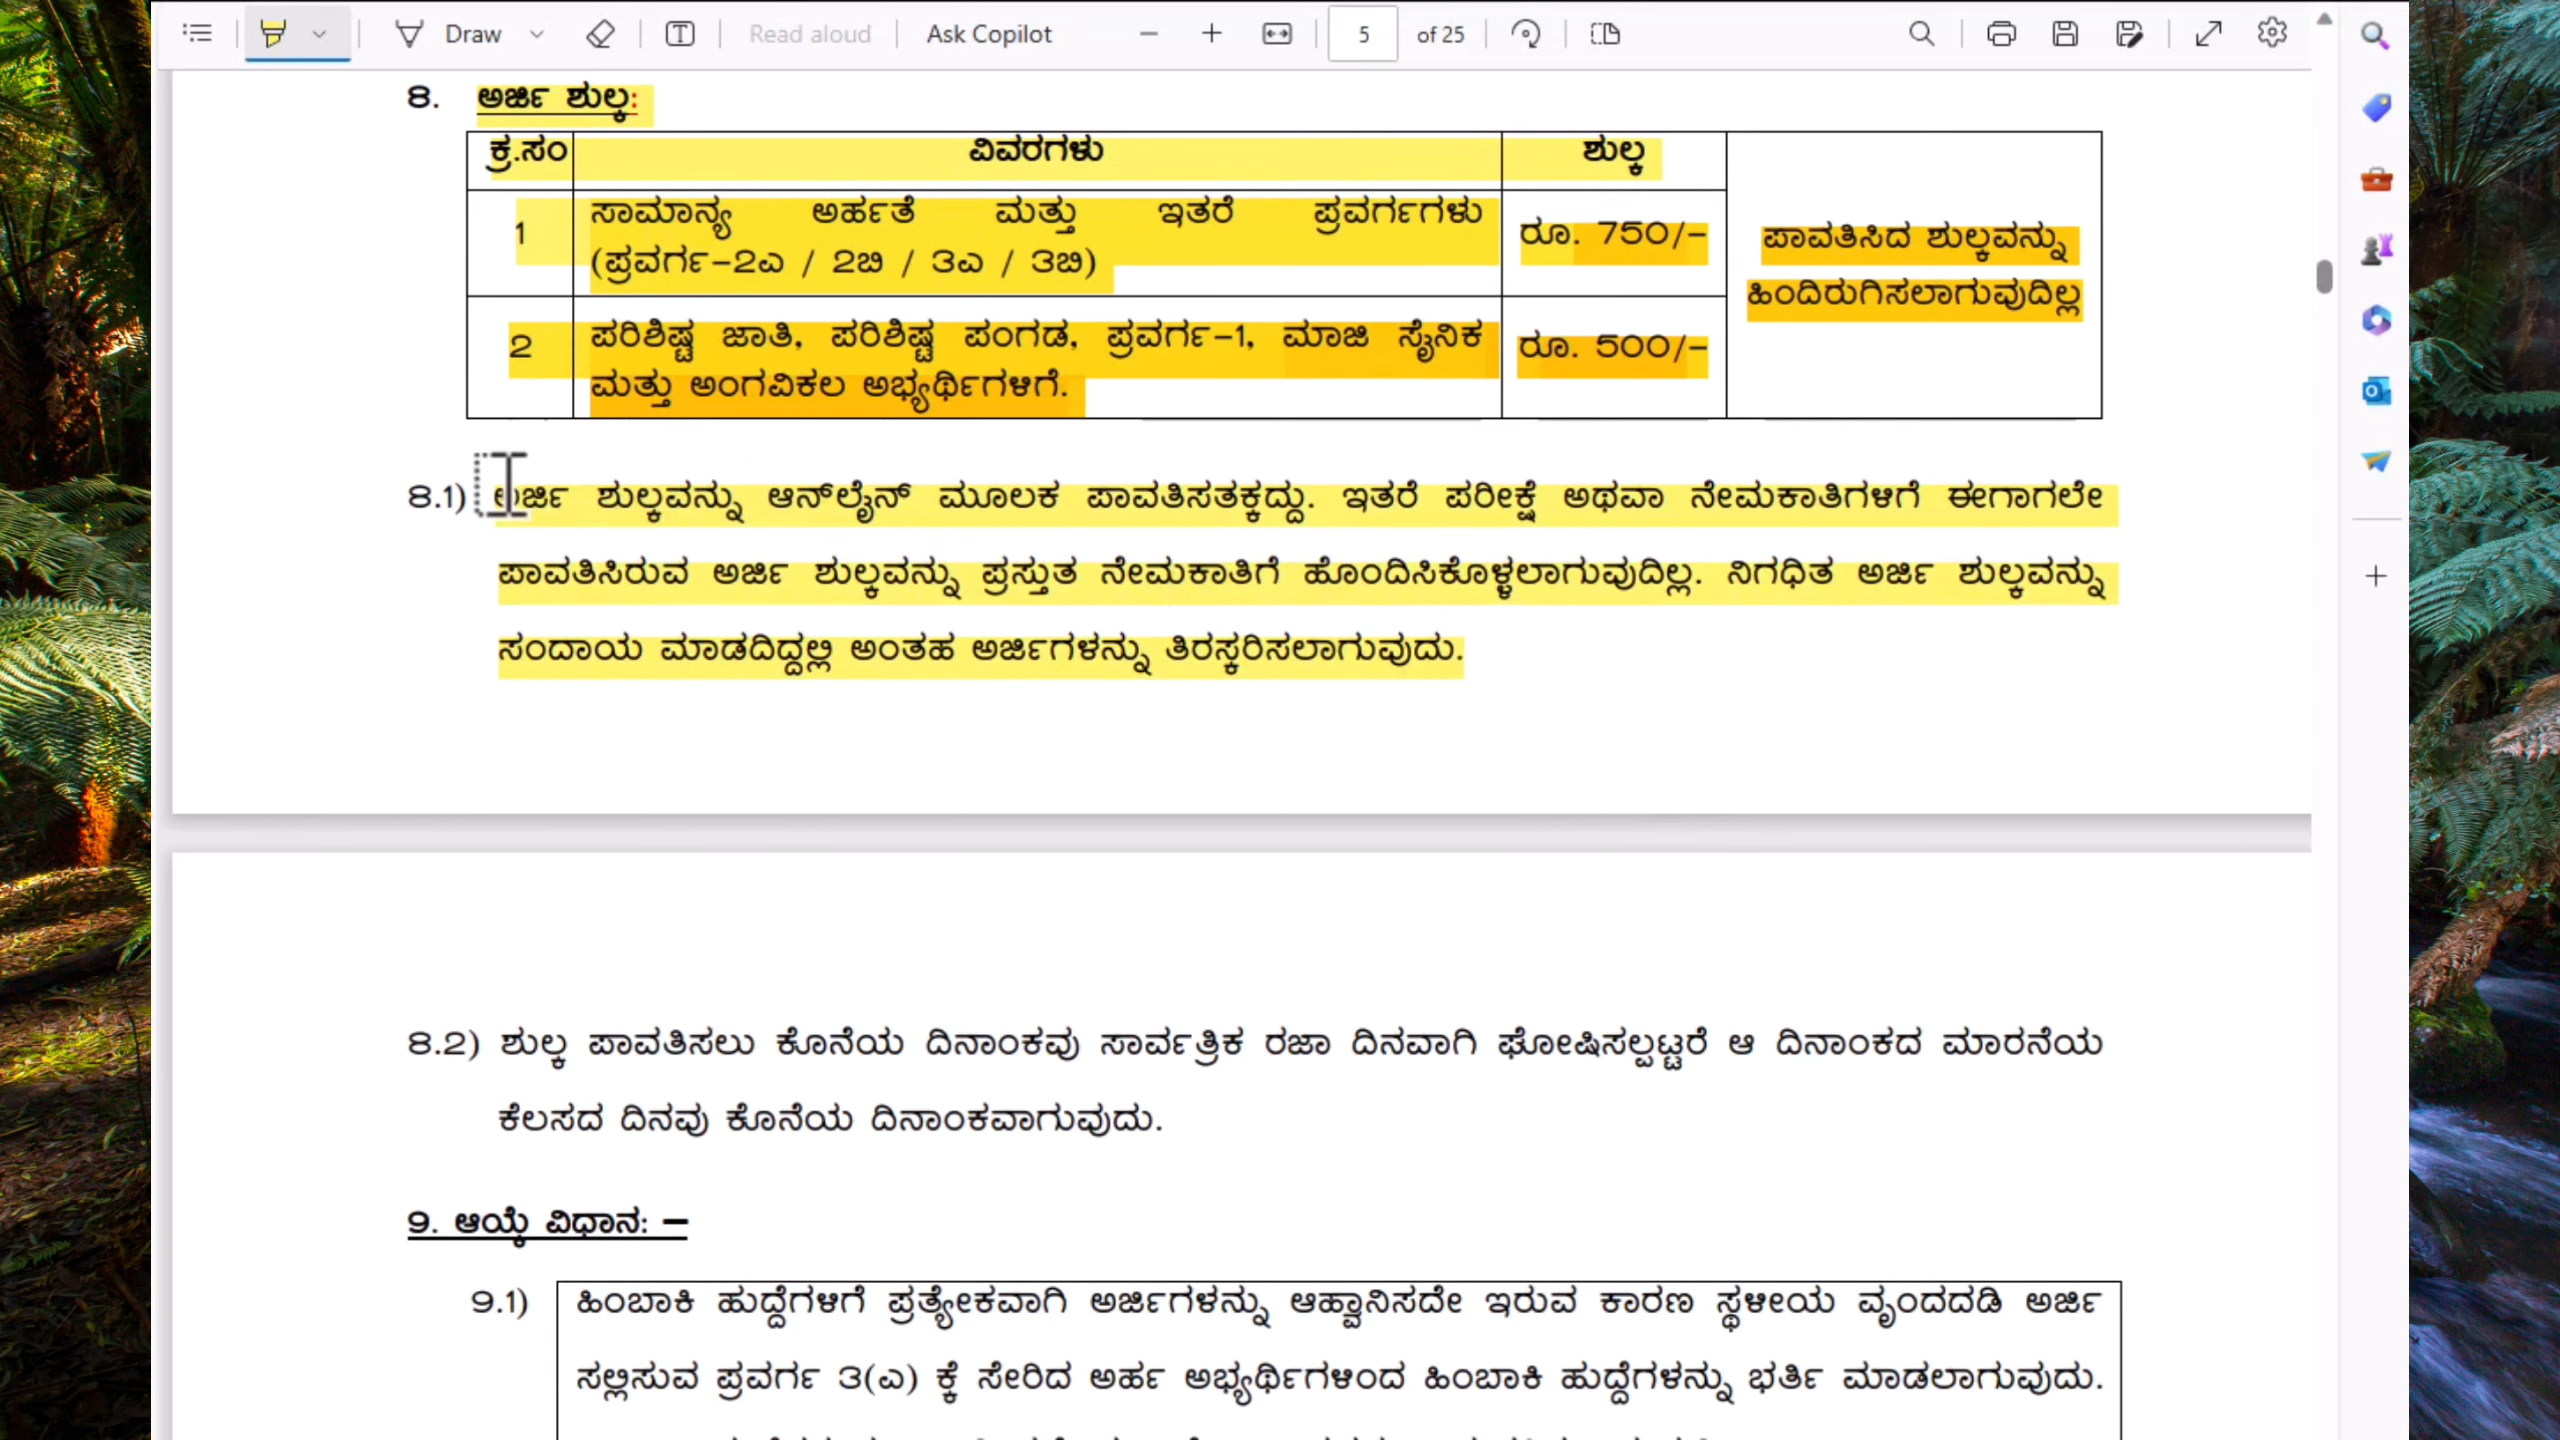 Draw
Read aloud
Ask Copilot
5
of 25
8. ಅರ್ಜಿ ಶುಲ್ಕ:
ಕ್ರ.ಸಂ ವಿವರಗಳು ಶುಲ್ಕ
1 ಸಾಮಾನ್ಯ ಅರ್ಹತೆ ಮತ್ತು ಇತರೆ ಪ್ರವರ್ಗಗಳು
(ಪ್ರವರ್ಗ-2ಎ / 2ಬಿ / 3ಎ / 3ಬಿ)
ರೂ. 750/-
2 ಪರಿಶಿಷ್ಟ ಜಾತಿ, ಪರಿಶಿಷ್ಟ ಪಂಗಡ, ಪ್ರವರ್ಗ-1, ಮಾಜಿ ಸೈನಿಕ
ಮತ್ತು ಅಂಗವಿಕಲ ಅಭ್ಯರ್ಥಿಗಳಿಗೆ.
ರೂ. 500/-
ಪಾವತಿಸಿದ ಶುಲ್ಕವನ್ನು
ಹಿಂದಿರುಗಿಸಲಾಗುವುದಿಲ್ಲ
8.1) ಅರ್ಜಿ ಶುಲ್ಕವನ್ನು ಆನ್‌ಲೈನ್ ಮೂಲಕ ಪಾವತಿಸತಕ್ಕದ್ದು. ಇತರೆ ಪರೀಕ್ಷೆ ಅಥವಾ ನೇಮಕಾತಿಗಳಿಗೆ ಈಗಾಗಲೇ
ಪಾವತಿಸಿರುವ ಅರ್ಜಿ ಶುಲ್ಕವನ್ನು ಪ್ರಸ್ತುತ ನೇಮಕಾತಿಗೆ ಹೊಂದಿಸಿಕೊಳ್ಳಲಾಗುವುದಿಲ್ಲ. ನಿಗಧಿತ ಅರ್ಜಿ ಶುಲ್ಕವನ್ನು
ಸಂದಾಯ ಮಾಡದಿದ್ದಲ್ಲಿ ಅಂತಹ ಅರ್ಜಿಗಳನ್ನು ತಿರಸ್ಕರಿಸಲಾಗುವುದು.
8.2) ಶುಲ್ಕ ಪಾವತಿಸಲು ಕೊನೆಯ ದಿನಾಂಕವು ಸಾರ್ವತ್ರಿಕ ರಜಾ ದಿನವಾಗಿ ಘೋಷಿಸಲ್ಪಟ್ಟರೆ ಆ ದಿನಾಂಕದ ಮಾರನೆಯ
ಕೆಲಸದ ದಿನವು ಕೊನೆಯ ದಿನಾಂಕವಾಗುವುದು.
9. ಆಯ್ಕೆ ವಿಧಾನ: –
9.1) ಹಿಂಬಾಕಿ ಹುದ್ದೆಗಳಿಗೆ ಪ್ರತ್ಯೇಕವಾಗಿ ಅರ್ಜಿಗಳನ್ನು ಆಹ್ವಾನಿಸದೇ ಇರುವ ಕಾರಣ ಸ್ಥಳೀಯ ವೃಂದದಡಿ ಅರ್ಜಿ
ಸಲ್ಲಿಸುವ ಪ್ರವರ್ಗ 3(ಎ) ಕ್ಕೆ ಸೇರಿದ ಅರ್ಹ ಅಭ್ಯರ್ಥಿಗಳಿಂದ ಹಿಂಬಾಕಿ ಹುದ್ದೆಗಳನ್ನು ಭರ್ತಿ ಮಾಡಲಾಗುವುದು.